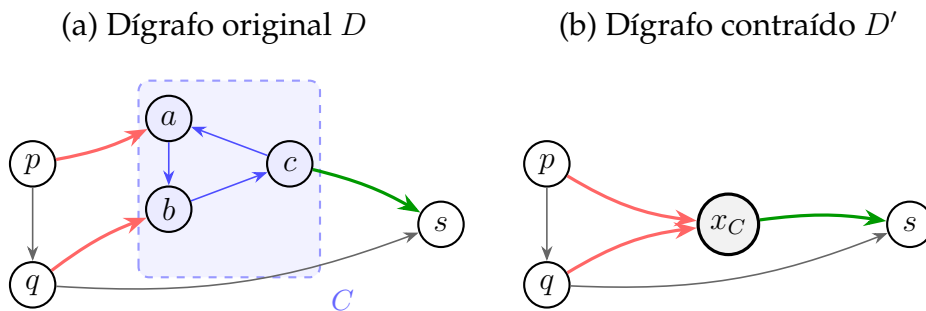 (a) Dígrafo original D
a
p
c
b
s
q
C
(b) Dígrafo contraído D′
p
x_C
s
q